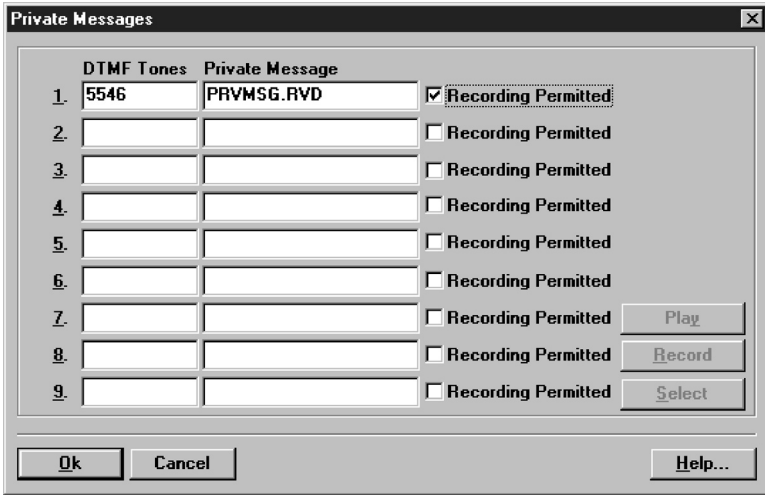 Private Messages
DTMF Tones Private Message
1. 5546 PRVMSG.RVD Recording Permitted
2. Recording Permitted
3. Recording Permitted
4. Recording Permitted
5. Recording Permitted
6. Recording Permitted
7. Recording Permitted Play
8. Recording Permitted Record
9. Recording Permitted Select
Ok Cancel Help...